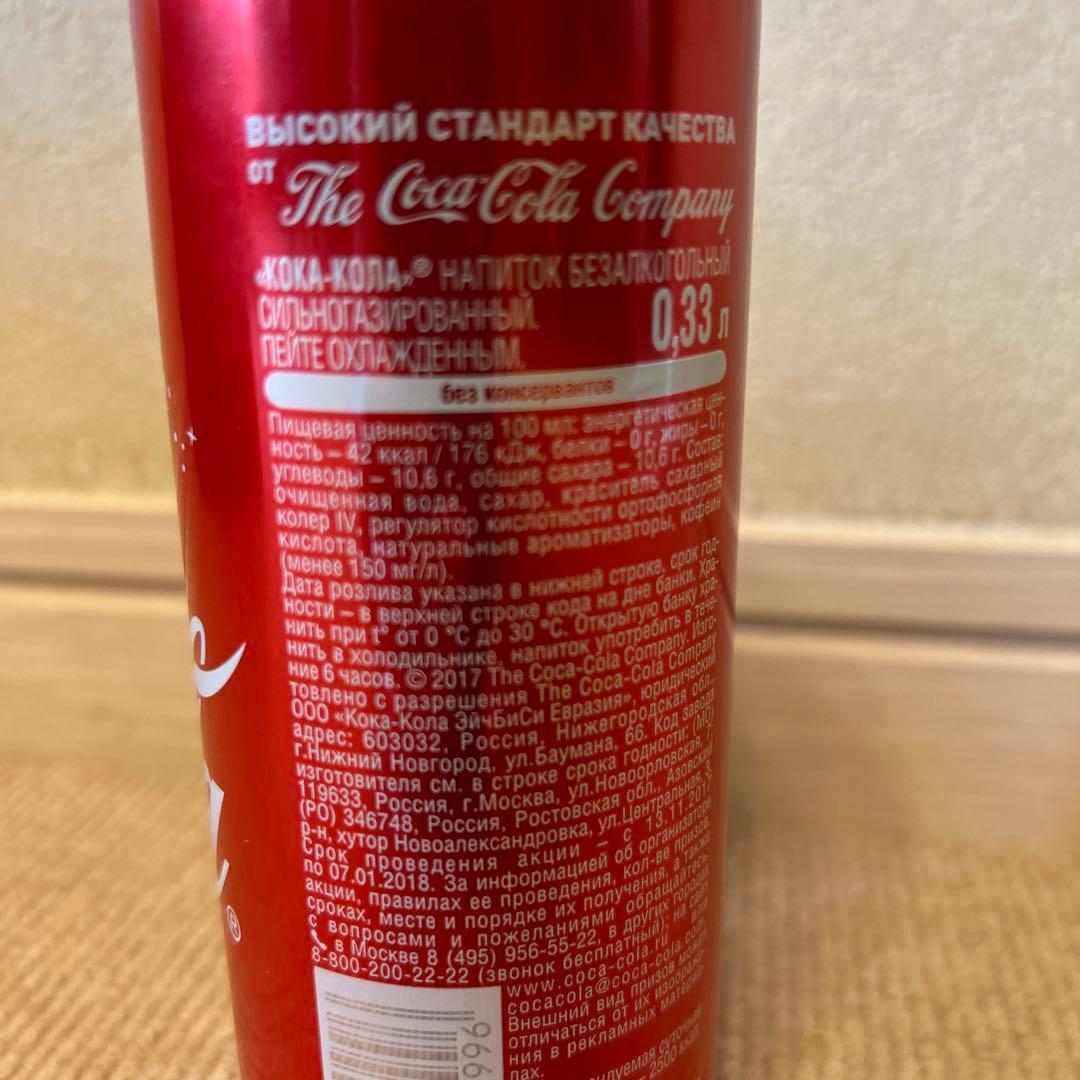 ВЫСОКИЙ СТАНДАРТ КАЧЕСТВА
от The Coca-Cola Company
«КОКА-КОЛА»® НАПИТОК БЕЗАЛКОГОЛЬНЫЙ
СИЛЬНОГАЗИРОВАННЫЙ.
ПЕЙТЕ ОХЛАЖДЕННЫМ.
0,33 л
без консервантов
Пищевая ценность на 100 мл: энергетическая цен-
ность – 42 ккал / 176 кДж, белки – 0 г, жиры – 0 г,
углеводы – 10,6 г, общие сахара – 10,6 г. Состав:
очищенная вода, сахар, краситель сахарный
колер IV, регулятор кислотности ортофосфорная
кислота, натуральные ароматизаторы, кофеин
(менее 150 мг/л).
Дата розлива указана в нижней строке, срок год-
ности – в верхней строке кода на дне банки. Хра-
нить при t° от 0 °C до 30 °C. Открытую банку хра-
нить в холодильнике, напиток употребить в тече-
ние 6 часов. © 2017 The Coca-Cola Company. Изго-
товлено с разрешения The Coca-Cola Company
ООО «Кока-Кола ЭйчБиСи Евразия», юридический
адрес: 603032, Россия, Нижегородская обл.,
г.Нижний Новгород, ул.Баумана, 66. Код завода
изготовителя см. в строке срока годности: (МО)
119633, Россия, г.Москва, ул.Новоорловская, 7,
(РО) 346748, Россия, Ростовская обл., Азовский
р-н, хутор Новоалександровка, ул.Центральная, 3.
Срок проведения акции – с 13.11.2017
по 07.01.2018. За информацией об организаторе
акции, правилах ее проведения, кол-ве призов,
сроках, месте и порядке их получения, а также
с вопросами и пожеланиями обращайтесь:
в Москве 8 (495) 956-55-22, в других городах
8-800-200-22-22 (звонок бесплатный); на сайт
www.coca-cola.ru или
cocacola@coca-cola.com.
Внешний вид призов может
отличаться от их изображе-
ния в рекламных материа-
лах.
суточная
– 2500 ккал
®